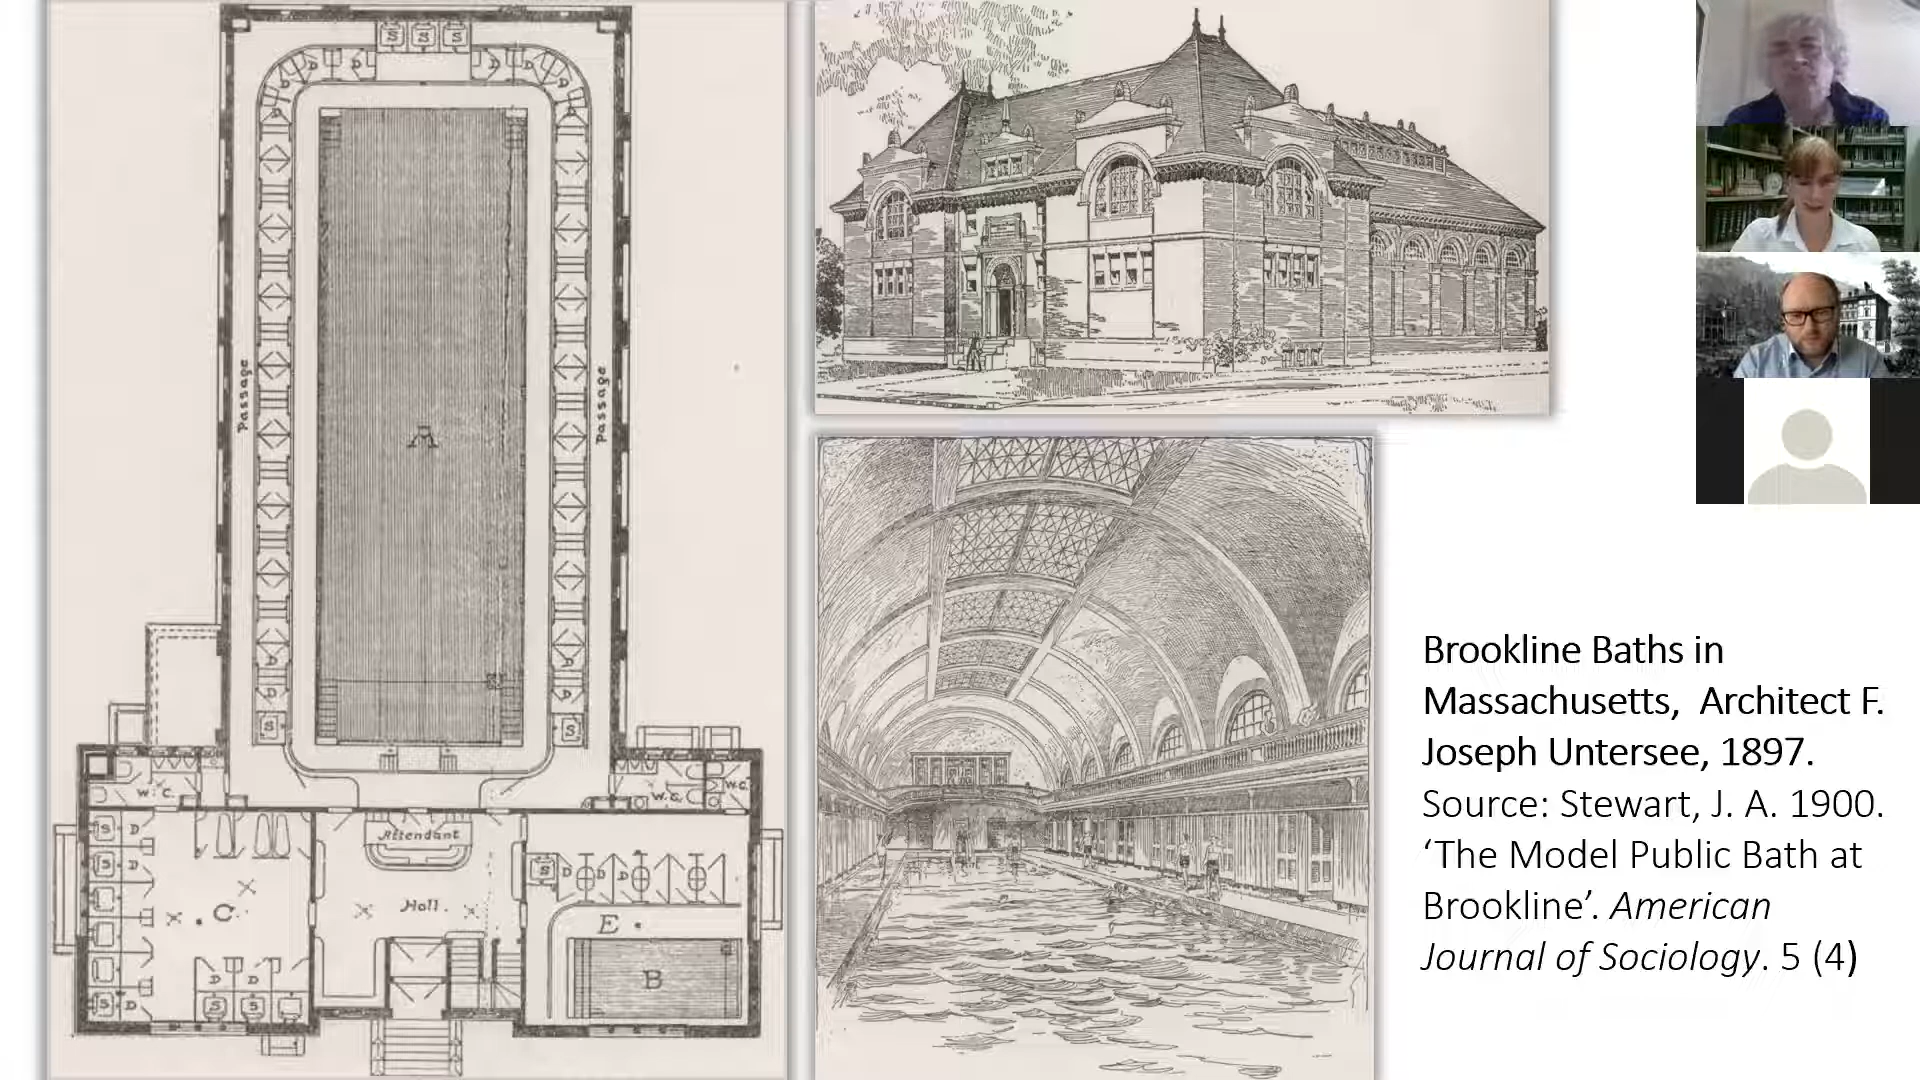 S S S
D D D D
D D
Passage
Passage
A
D D
D D
S S
W. C.
W.C.
W.C.
S D
S D
Attendant
S D D
C.
Hall.
E
B
D D
S D S S
Brookline Baths in
Massachusetts, Architect F.
Joseph Untersee, 1897.
Source: Stewart, J. A. 1900.
‘The Model Public Bath at
Brookline’. American
Journal of Sociology. 5 (4)